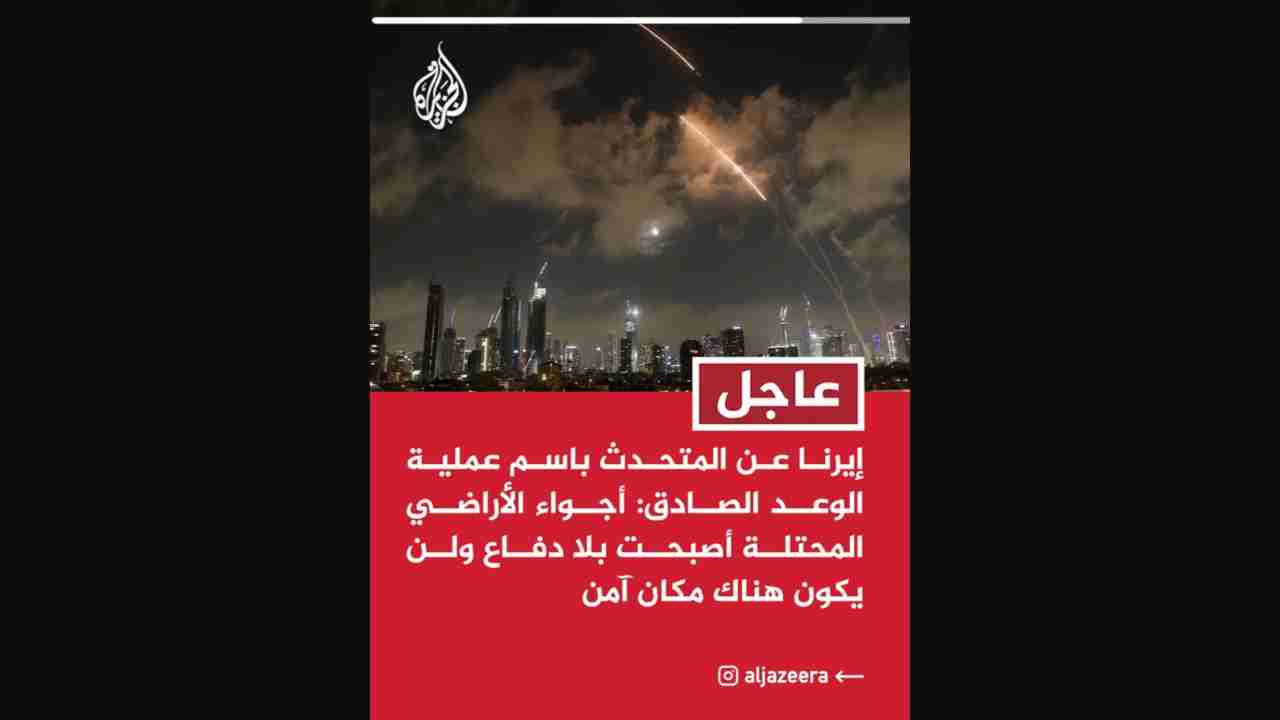 الجزيرة
عاجل
إيرنا عن المتحدث باسم عملية
الوعد الصادق: أجواء الأراضي
المحتلة أصبحت بلا دفاع ولن
يكون هناك مكان آمن
aljazeera